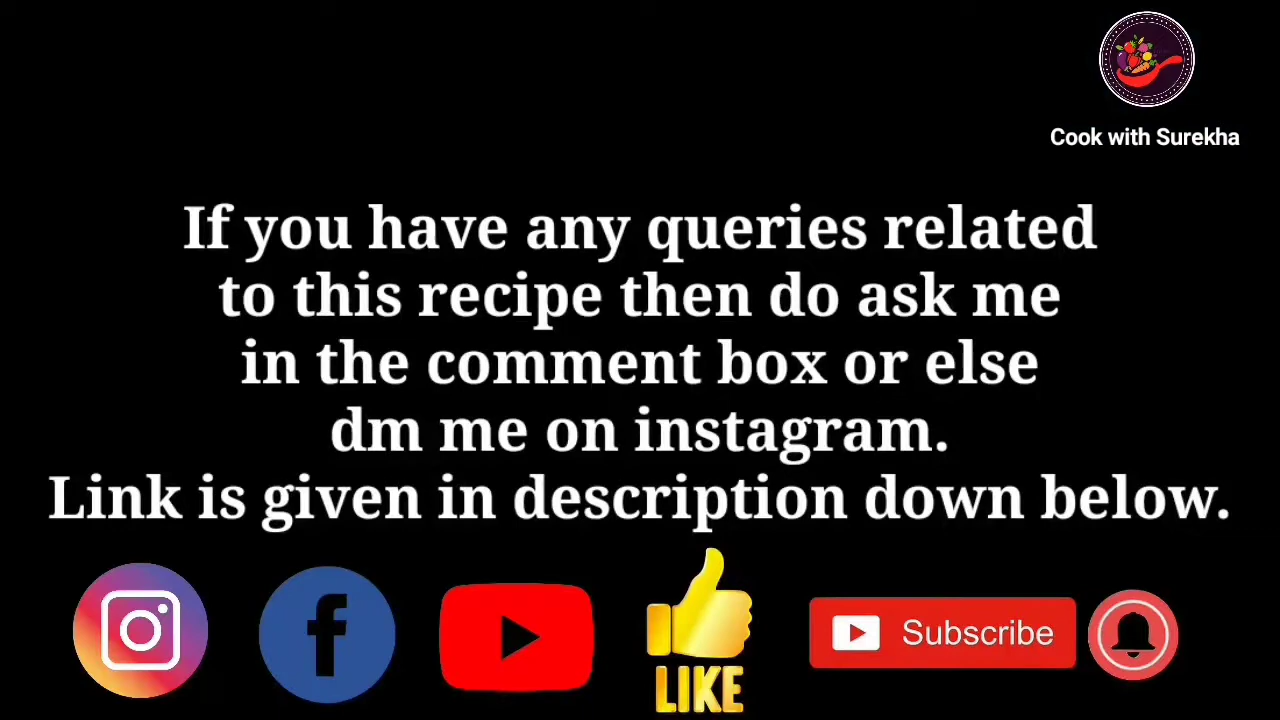 Cook with Surekha
If you have any queries related
to this recipe then do ask me
in the comment box or else
dm me on instagram.
Link is given in description down below.
LIKE
Subscribe